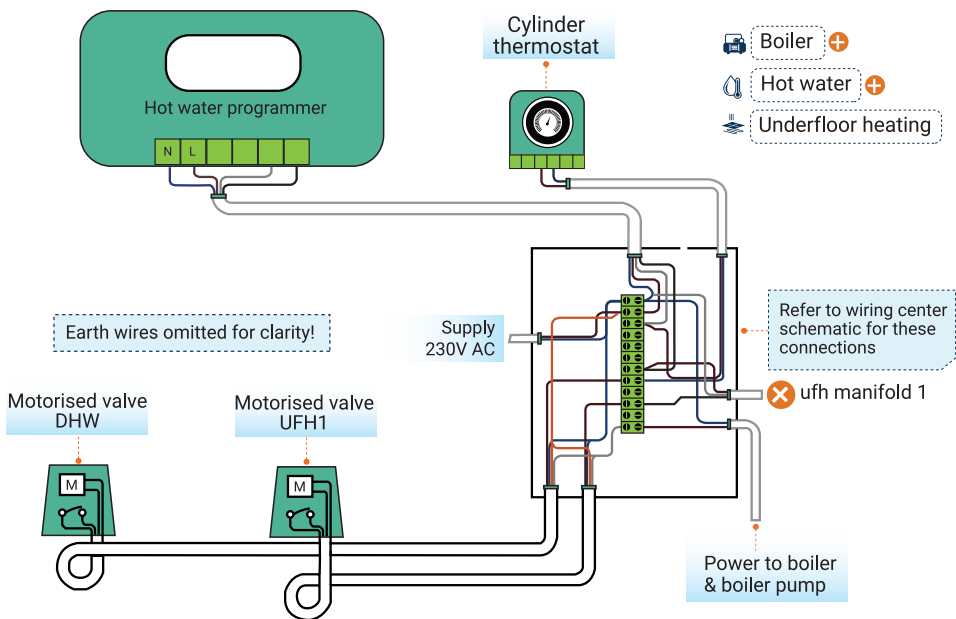 Hot water programmer
N L
Cylinder
thermostat
Boiler
Hot water
Underfloor heating
Earth wires omitted for clarity!
Supply
230V AC
Refer to wiring center
schematic for these
connections
ufh manifold 1
Motorised valve
DHW
M
Motorised valve
UFH1
M
Power to boiler
& boiler pump